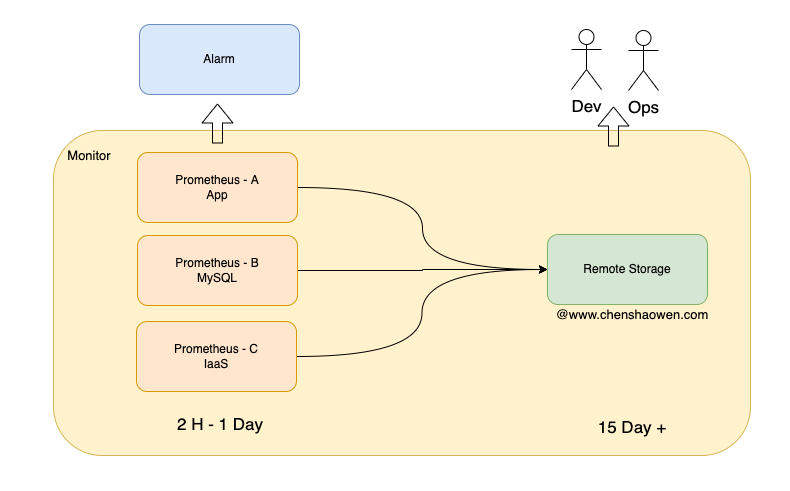 Alarm
Dev
Ops
Monitor
Prometheus - A
App
Prometheus - B
MySQL
Prometheus - C
IaaS
Remote Storage
@www.chenshaowen.com
2 H - 1 Day
15 Day +